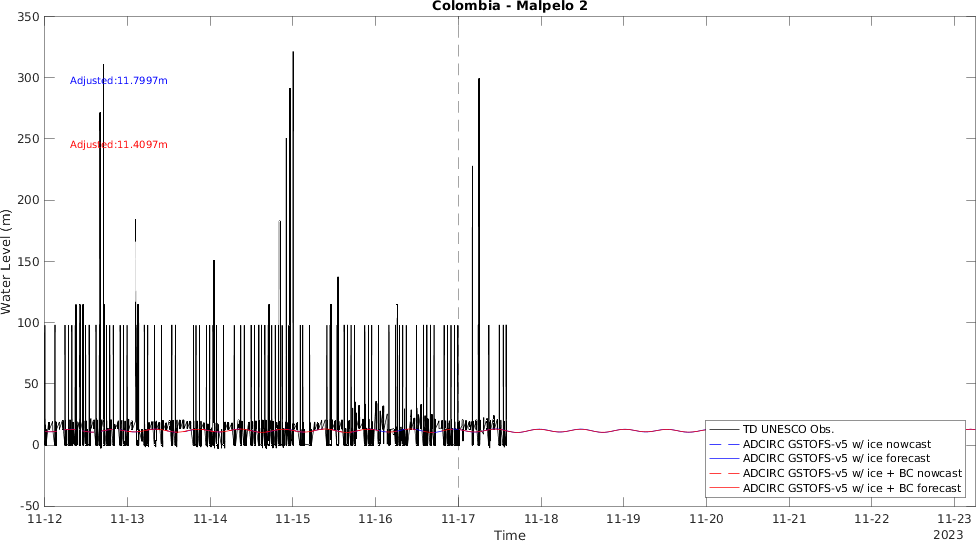 Colombia - Malpelo 2
350
300
250
200
150
100
50
0
-50
Water Level (m)
Adjusted:11.7997m
Adjusted:11.4097m
TD UNESCO Obs.
ADCIRC GSTOFS-v5 w/ ice nowcast
ADCIRC GSTOFS-v5 w/ ice forecast
ADCIRC GSTOFS-v5 w/ ice + BC nowcast
ADCIRC GSTOFS-v5 w/ ice + BC forecast
11-12 11-13 11-14 11-15 11-16 11-17 11-18 11-19 11-20 11-21 11-22 11-23
Time
2023